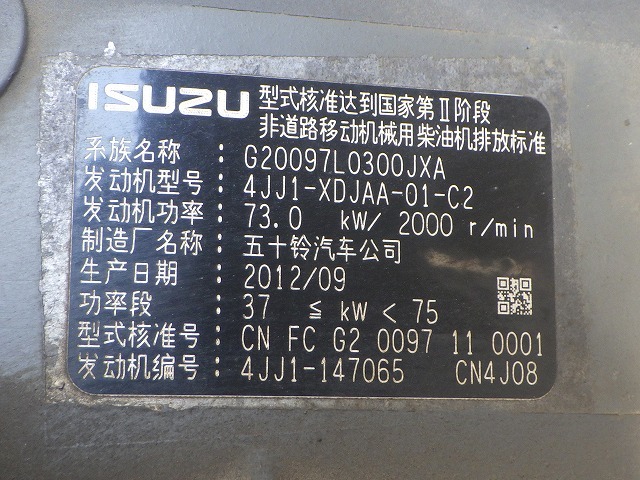 ISUZU 型式核准达到国家第Ⅱ阶段
非道路移动机械用柴油机排放标准
系族名称 : G20097L0300JXA
发动机型号 : 4JJ1-XDJAA-01-C2
发动机功率 : 73.0 kW/ 2000 r/min
制造厂名称 : 五十铃汽车公司
生产日期 : 2012/09
功率段 : 37 ≦ kW < 75
型式核准号 : CN FC G2 0097 11 0001
发动机编号 : 4JJ1-147065 CN4J08